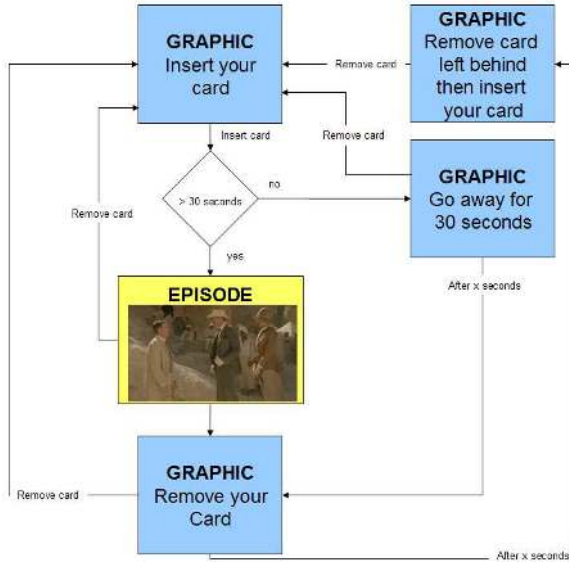 GRAPHIC
Insert your
card
Remove card
GRAPHIC
Remove card
left behind
then insert
your card
Insert card
Remove card
> 30 seconds
no
GRAPHIC
Go away for
30 seconds
Remove card
yes
After x seconds
EPISODE
GRAPHIC
Remove your
Card
Remove card
After x seconds